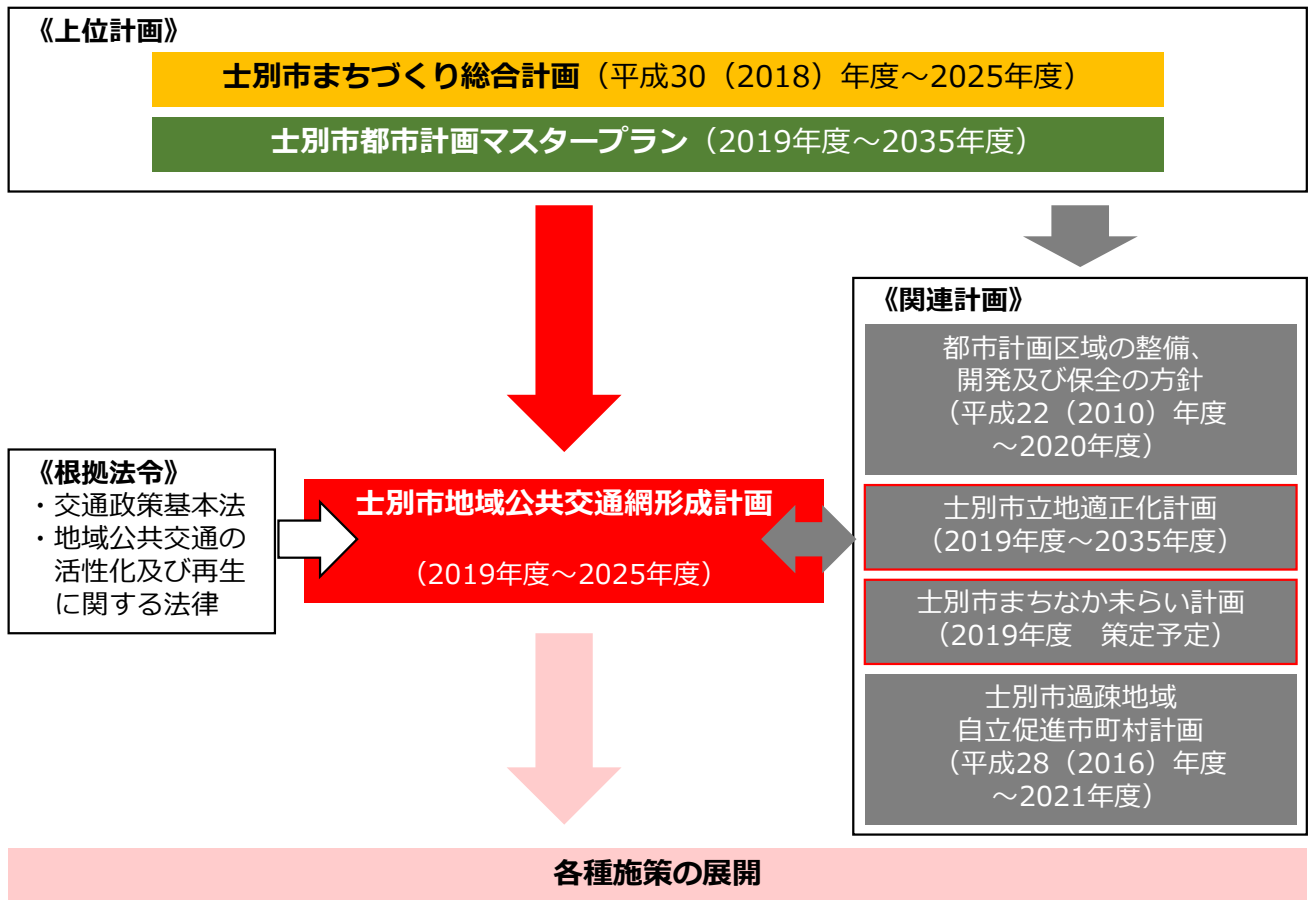 《上位計画》
士別市まちづくり総合計画（平成30（2018）年度～2025年度）
士別市都市計画マスタープラン（2019年度～2035年度）
《関連計画》
都市計画区域の整備、
開発及び保全の方針
（平成22（2010）年度
～2020年度）
士別市立地適正化計画
（2019年度～2035年度）
士別市まちなか未らい計画
（2019年度　策定予定）
士別市過疎地域
自立促進市町村計画
（平成28（2016）年度
～2021年度）
《根拠法令》
・交通政策基本法
・地域公共交通の
活性化及び再生
に関する法律
士別市地域公共交通網形成計画
（2019年度～2025年度）
各種施策の展開